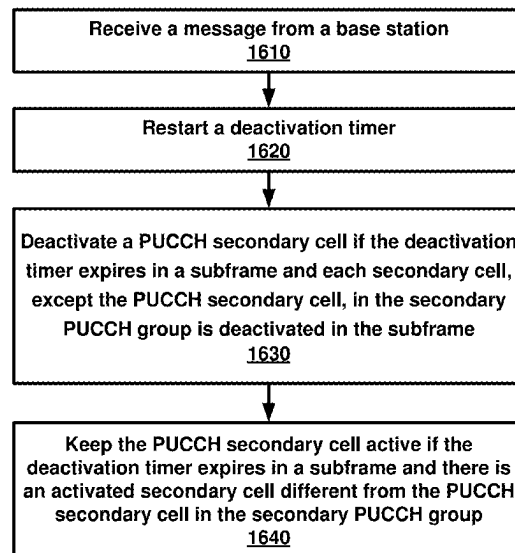 Receive a message from a base station
1610
Restart a deactivation timer
1620
Deactivate a PUCCH secondary cell if the deactivation
timer expires in a subframe and each secondary cell,
except the PUCCH secondary cell, in the secondary
PUCCH group is deactivated in the subframe
1630
Keep the PUCCH secondary cell active if the
deactivation timer expires in a subframe and there is
an activated secondary cell different from the PUCCH
secondary cell in the secondary PUCCH group
1640